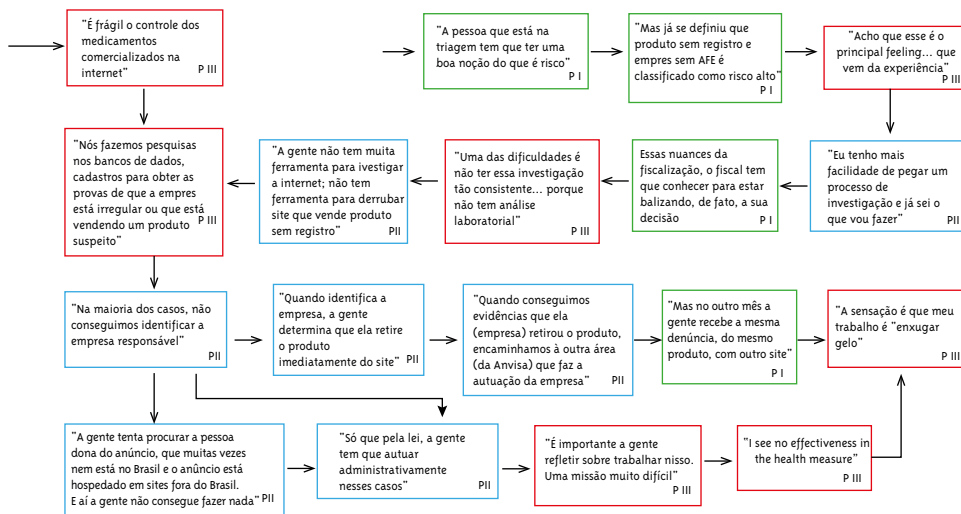 "É frágil o controle dos
medicamentos
comercializados na
internet"
P III
"A pessoa que está na
triagem tem que ter uma
boa noção do que é risco"
P I
"Mas já se definiu que
produto sem registro e
empres sem AFE é
classificado como risco alto"
P I
"Acho que esse é o
principal feeling... que
vem da experiência"
P III
"Nós fazemos pesquisas
nos bancos de dados,
cadastros para obter as
provas de que a empres
está irregular ou que está
vendendo um produto
suspeito"
P III
"A gente não tem muita
ferramenta para ivestigar
a internet; não tem
ferramenta para derrubar
site que vende produto
sem registro"
PII
"Uma das dificuldades é
não ter essa investigação
tão consistente... porque
não tem análise
laboratorial"
P III
Essas nuances da
fiscalização, o fiscal tem
que conhecer para estar
balizando, de fato, a sua
decisão
P I
"Eu tenho mais
facilidade de pegar um
processo de
investigação e já sei o
que vou fazer"
PII
"Na maioria dos casos, não
conseguimos identificar a
empresa responsável"
PII
"Quando identifica a
empresa, a gente
determina que ela retire
o produto
imediatamente do site"
PII
"Quando conseguimos
evidências que ela
(empresa) retirou o produto,
encaminhamos à outra área
(da Anvisa) que faz a
autuação da empresa"
PII
"Mas no outro mês a
gente recebe a mesma
denúncia, do mesmo
produto, com outro site"
P I
"A sensação é que meu
trabalho é "enxugar
gelo"
P III
"A gente tenta procurar a pessoa
dona do anúncio, que muitas vezes
nem está no Brasil e o anûncio está
hospedado em sites fora do Brasil.
E aí a gente não consegue fazer nada"
PII
"Só que pela lei, a gente
tem que autuar
administrativamente
nesses casos"
PII
"É importante a gente
refletir sobre trabalhar nisso.
Uma missão muito difícil"
P III
"I see no effectiveness in
the health measure"
P III